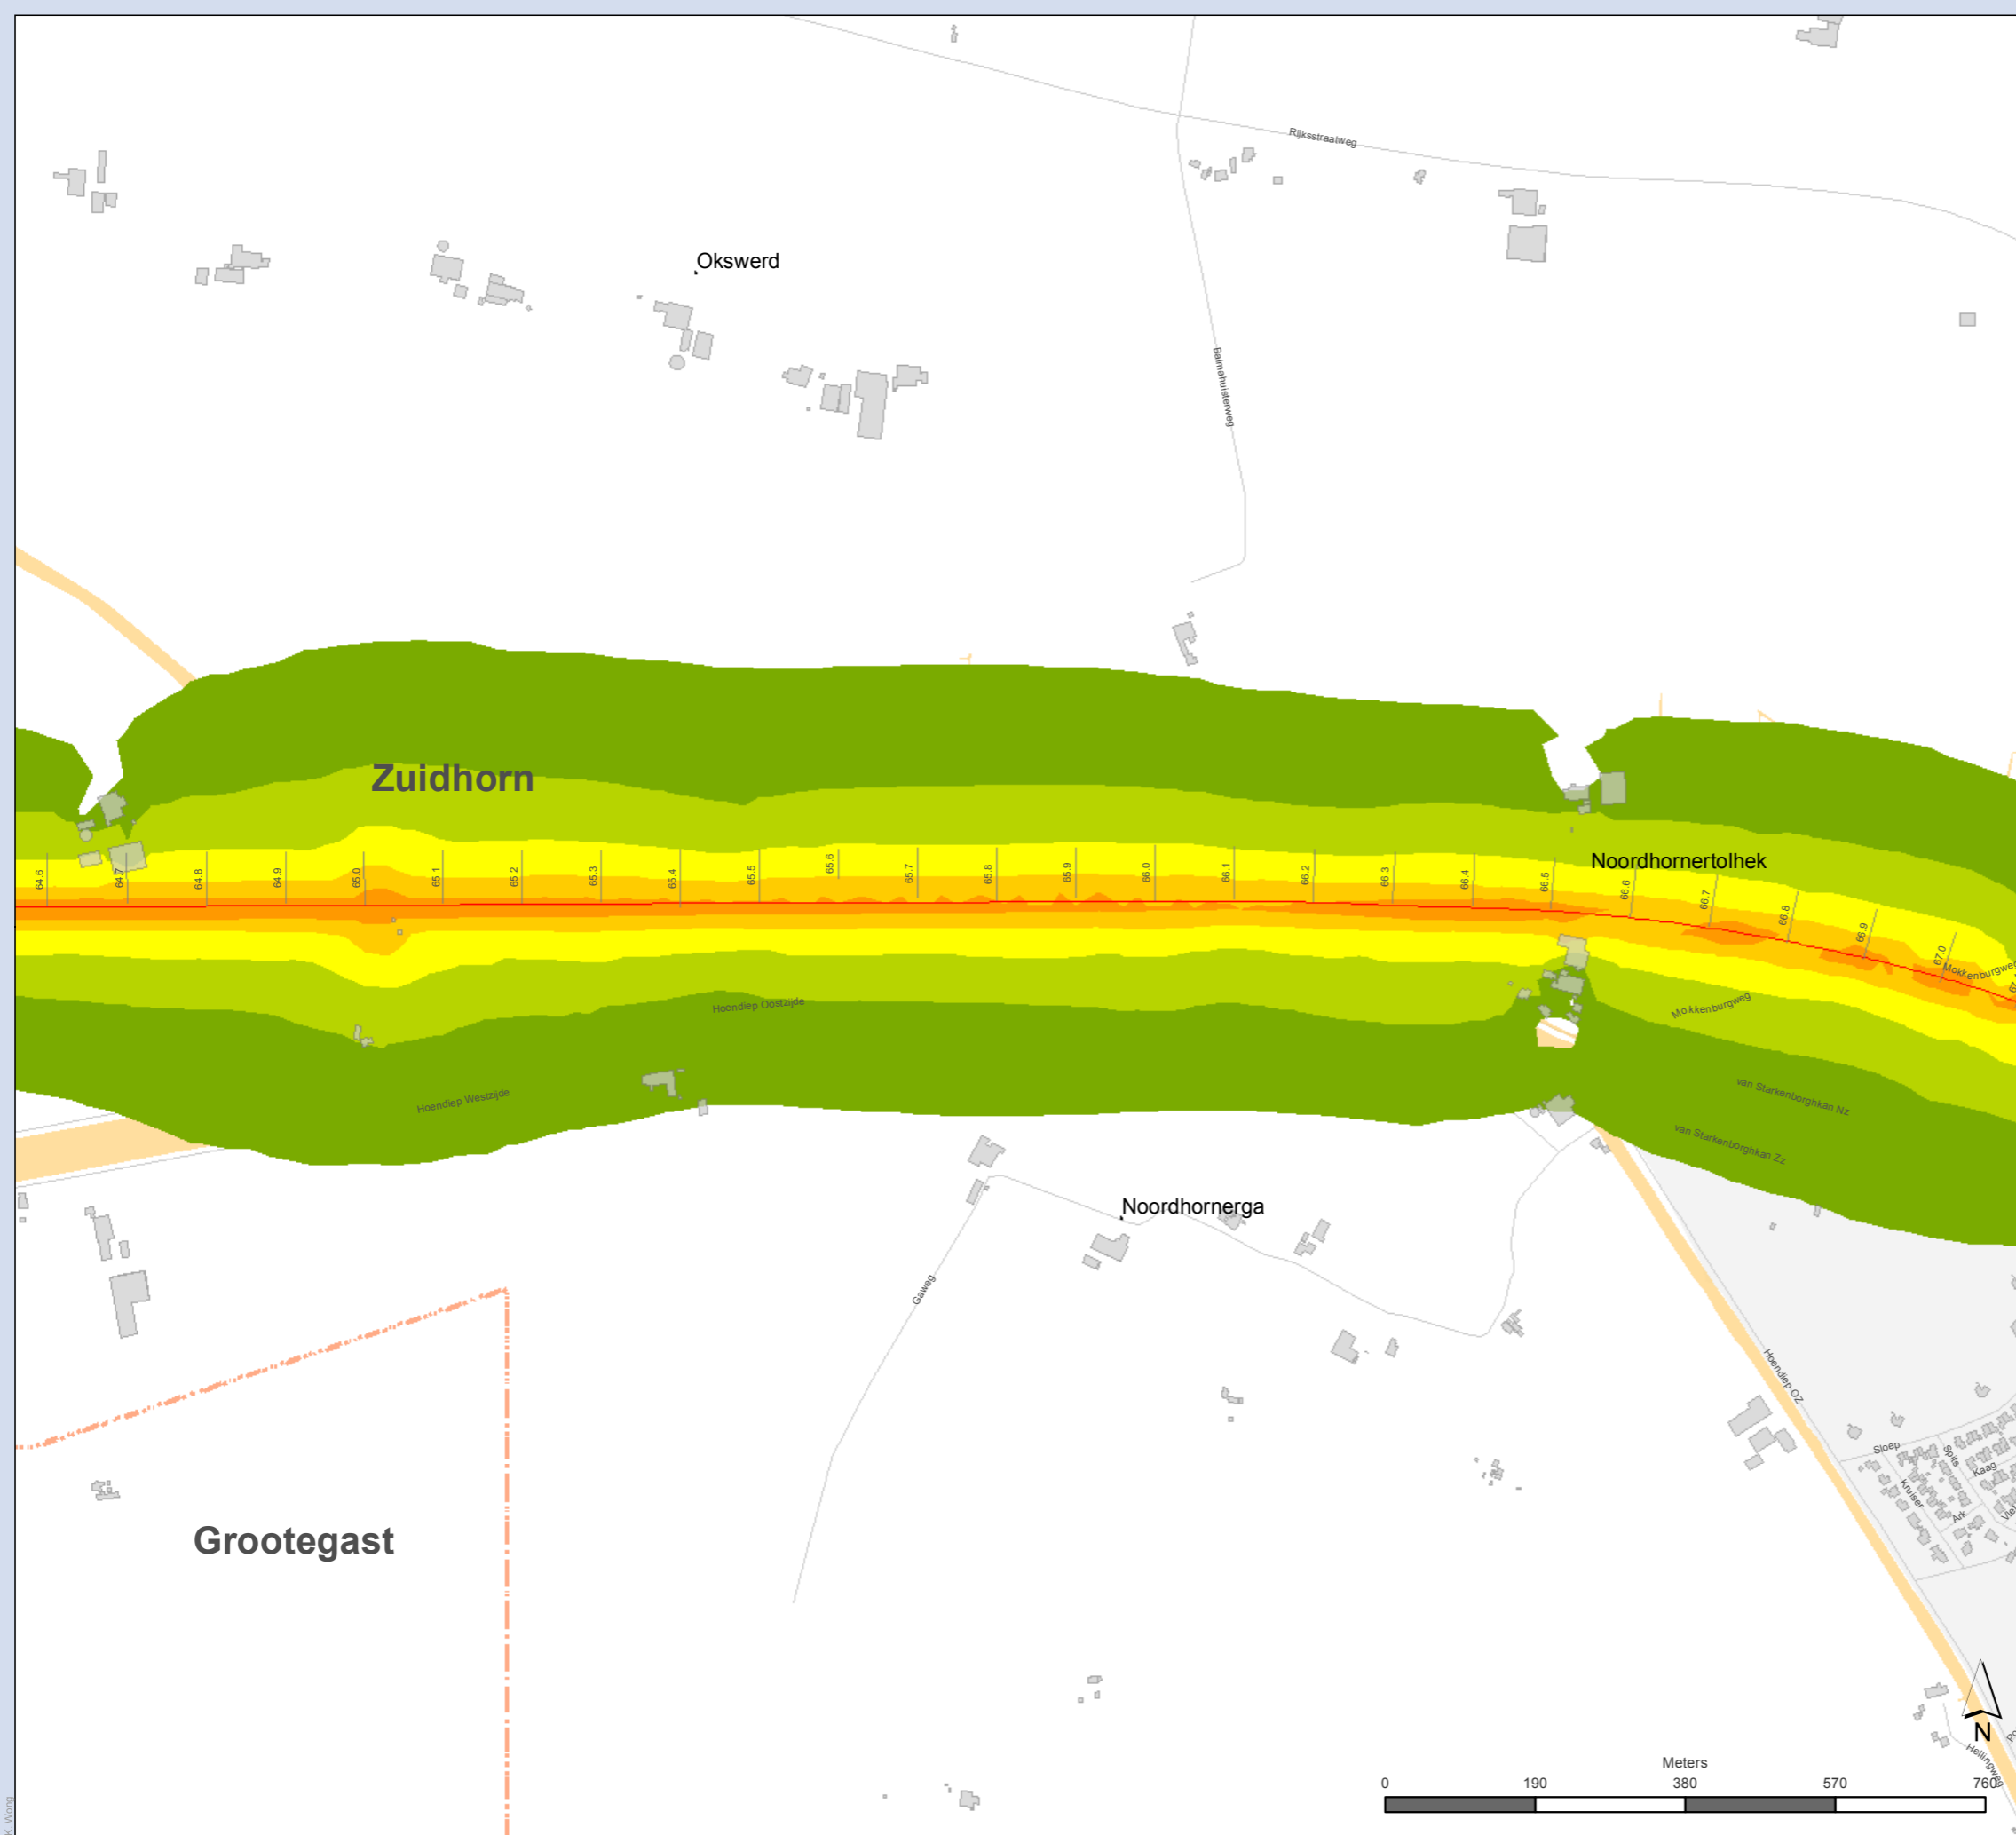 Rijksstraatweg
Okswerd
Balmahuisterweg
Zuidhorn
Noordhornertolhek
64.6
64.7
64.8
64.9
65.0
65.1
65.2
65.3
65.4
65.5
65.6
65.7
65.8
65.9
66.0
66.1
66.2
66.3
66.4
66.5
66.6
66.7
66.8
66.9
67.0
Mokkenburgweg
Hoendiep Oostzijde
Mokkenburgweg
Hoendiep Westzijde
van Starkenborghkan Nz
van Starkenborghkan Zz
Noordhornerga
Gaweg
Hoendiep OZ
Sloep
Spits
Kaag
Kruiser
Ark
Grootegast
N
Hellingweg
Meters
0 190 380 570 760
K. Wong